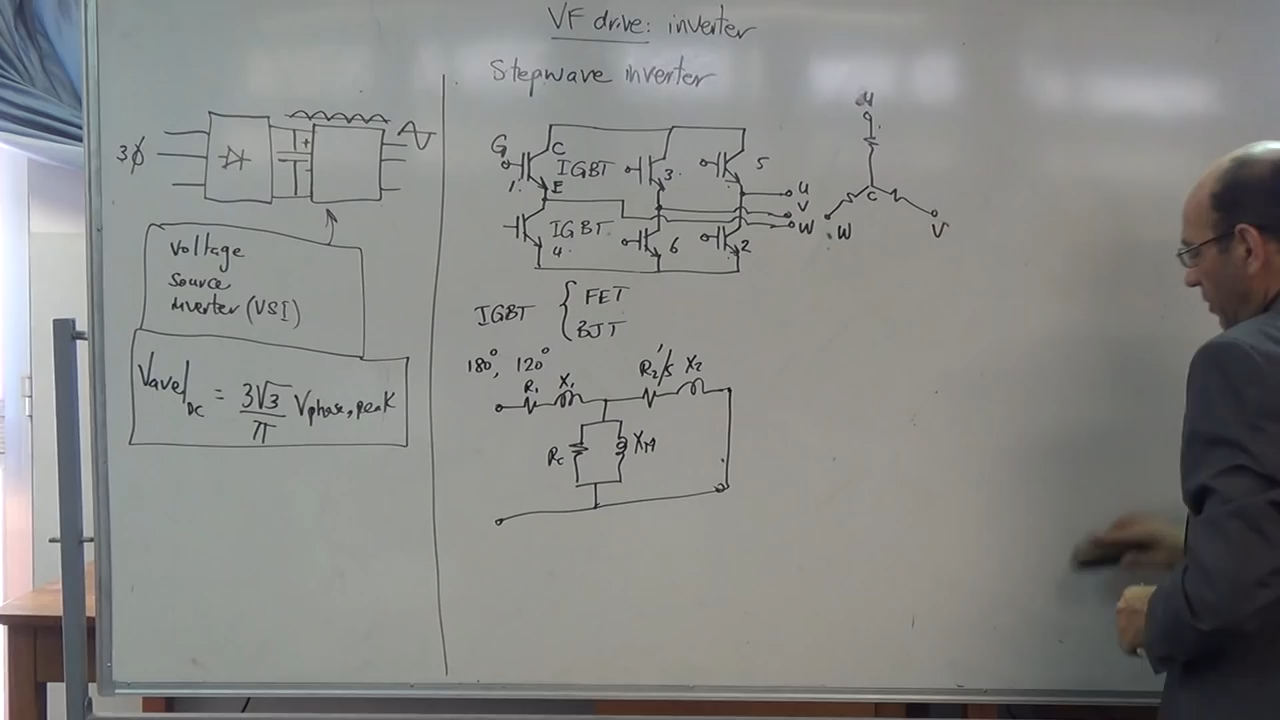 VF drive: inverter
Stepwave inverter
3ϕ
+
-
Voltage
Source
Inverter (VSI)
Vave|DC = 3√3/π Vphase, peak
G C IGBT 3. 5
1. E
U
V
W
IGBT 4. 6 2
U
C
W V
IGBT { FET
BJT
180°, 120°
R1 X1 R2'/s X2
Rc XM